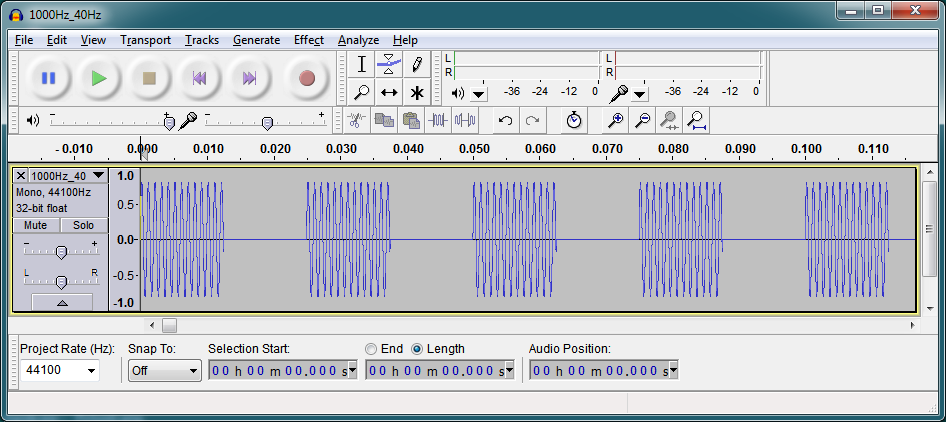 1000Hz_40Hz
File Edit View Transport Tracks Generate Effect Analyze Help
L
R
-36 -24 -12 0
L
R
-36 -24 -12 0
- +
- +
- 0.010 0.000 0.010 0.020 0.030 0.040 0.050 0.060 0.070 0.080 0.090 0.100 0.110
1000Hz_40
Mono, 44100Hz
32-bit float
Mute Solo
- +
L R
1.0
0.5
0.0
-0.5
-1.0
Project Rate (Hz): Snap To: Selection Start: End Length Audio Position:
44100 Off 00 h 00 m 00.000 s 00 h 00 m 00.000 s 00 h 00 m 00.000 s